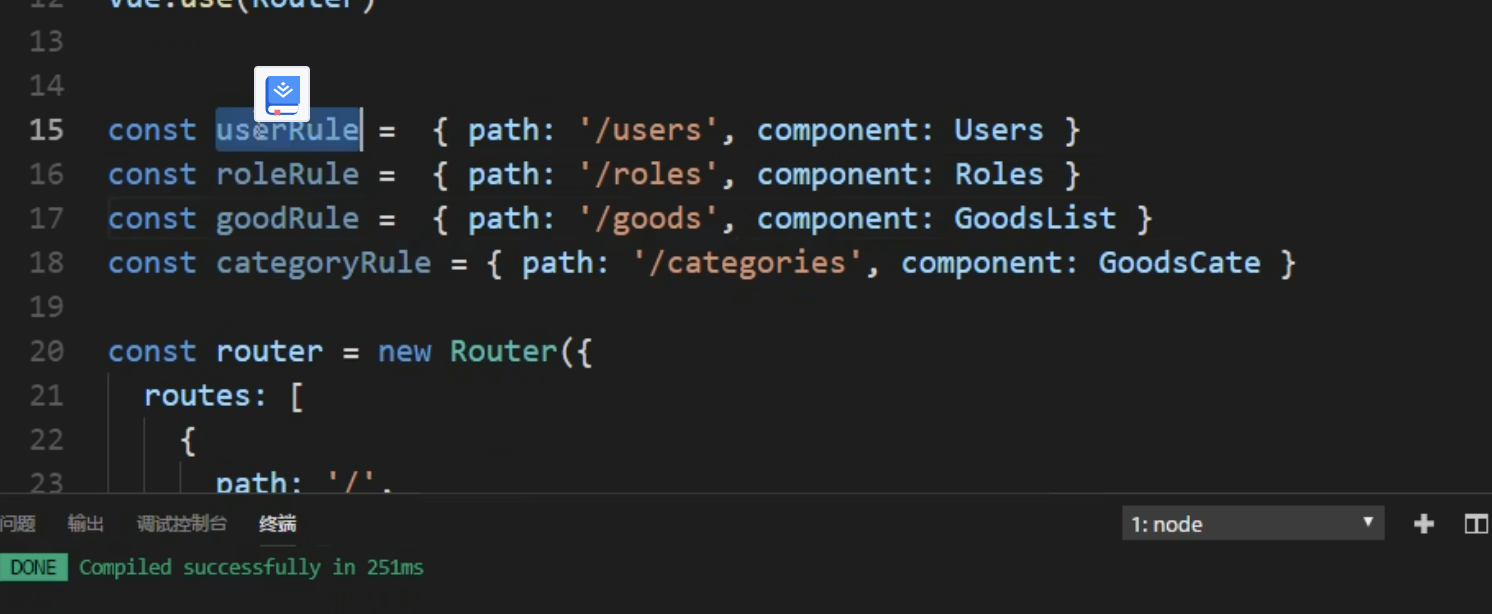 12 Vue.use(Router)
13
14
15 const userRule =  { path: '/users', component: Users }
16 const roleRule =  { path: '/roles', component: Roles }
17 const goodRule =  { path: '/goods', component: GoodsList }
18 const categoryRule = { path: '/categories', component: GoodsCate }
19
20 const router = new Router({
21   routes: [
22     {
23       path: '/',
问题 输出 调试控制台 终端 1: node
DONE Compiled successfully in 251ms